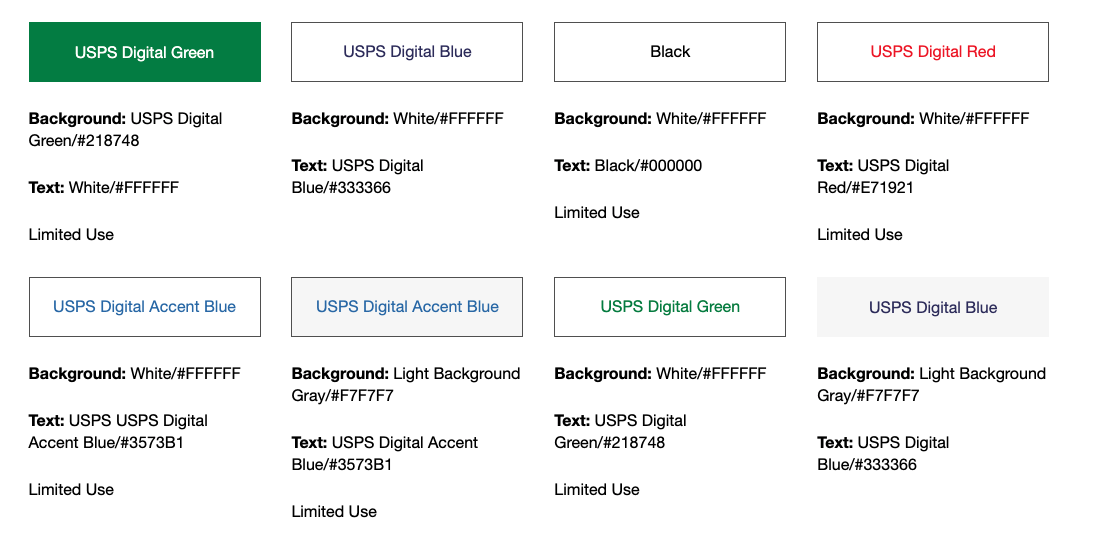 USPS Digital Green
Background: USPS Digital
Green/#218748
Text: White/#FFFFFF
Limited Use
USPS Digital Blue
Background: White/#FFFFFF
Text: USPS Digital
Blue/#333366
Black
Background: White/#FFFFFF
Text: Black/#000000
Limited Use
USPS Digital Red
Background: White/#FFFFFF
Text: USPS Digital
Red/#E71921
Limited Use
USPS Digital Accent Blue
Background: White/#FFFFFF
Text: USPS USPS Digital
Accent Blue/#3573B1
Limited Use
USPS Digital Accent Blue
Background: Light Background
Gray/#F7F7F7
Text: USPS Digital Accent
Blue/#3573B1
Limited Use
USPS Digital Green
Background: White/#FFFFFF
Text: USPS Digital
Green/#218748
Limited Use
USPS Digital Blue
Background: Light Background
Gray/#F7F7F7
Text: USPS Digital
Blue/#333366